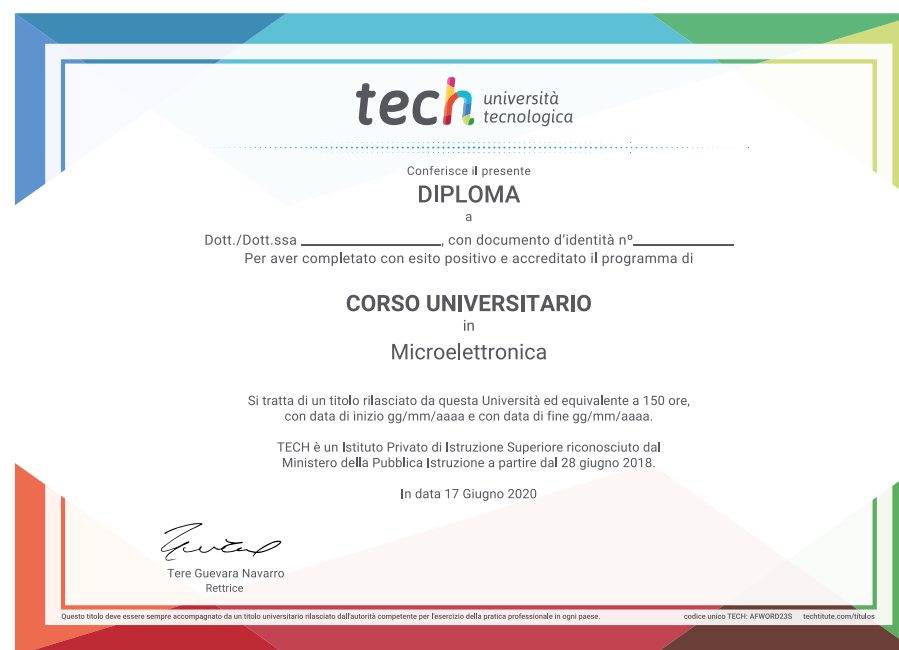 tech università
tecnologica
Conferisce il presente
DIPLOMA
a
Dott./Dott.ssa ____________________, con documento d'identità nº______________
Per aver completato con esito positivo e accreditato il programma di
CORSO UNIVERSITARIO
in
Microelettronica
Si tratta di un titolo rilasciato da questa Università ed equivalente a 150 ore,
con data di inizio gg/mm/aaaa e con data di fine gg/mm/aaaa.
TECH è un Istituto Privato di Istruzione Superiore riconosciuto dal
Ministero della Pubblica Istruzione a partire dal 28 giugno 2018.
In data 17 Giugno 2020
Tere Guevara Navarro
Rettrice
Questo titolo deve essere sempre accompagnato da un titolo universitario rilasciato dall'autorità competente per l'esercizio della pratica professionale in ogni paese. codice unico TECH: AFWORD23S techtitute.com/titulos